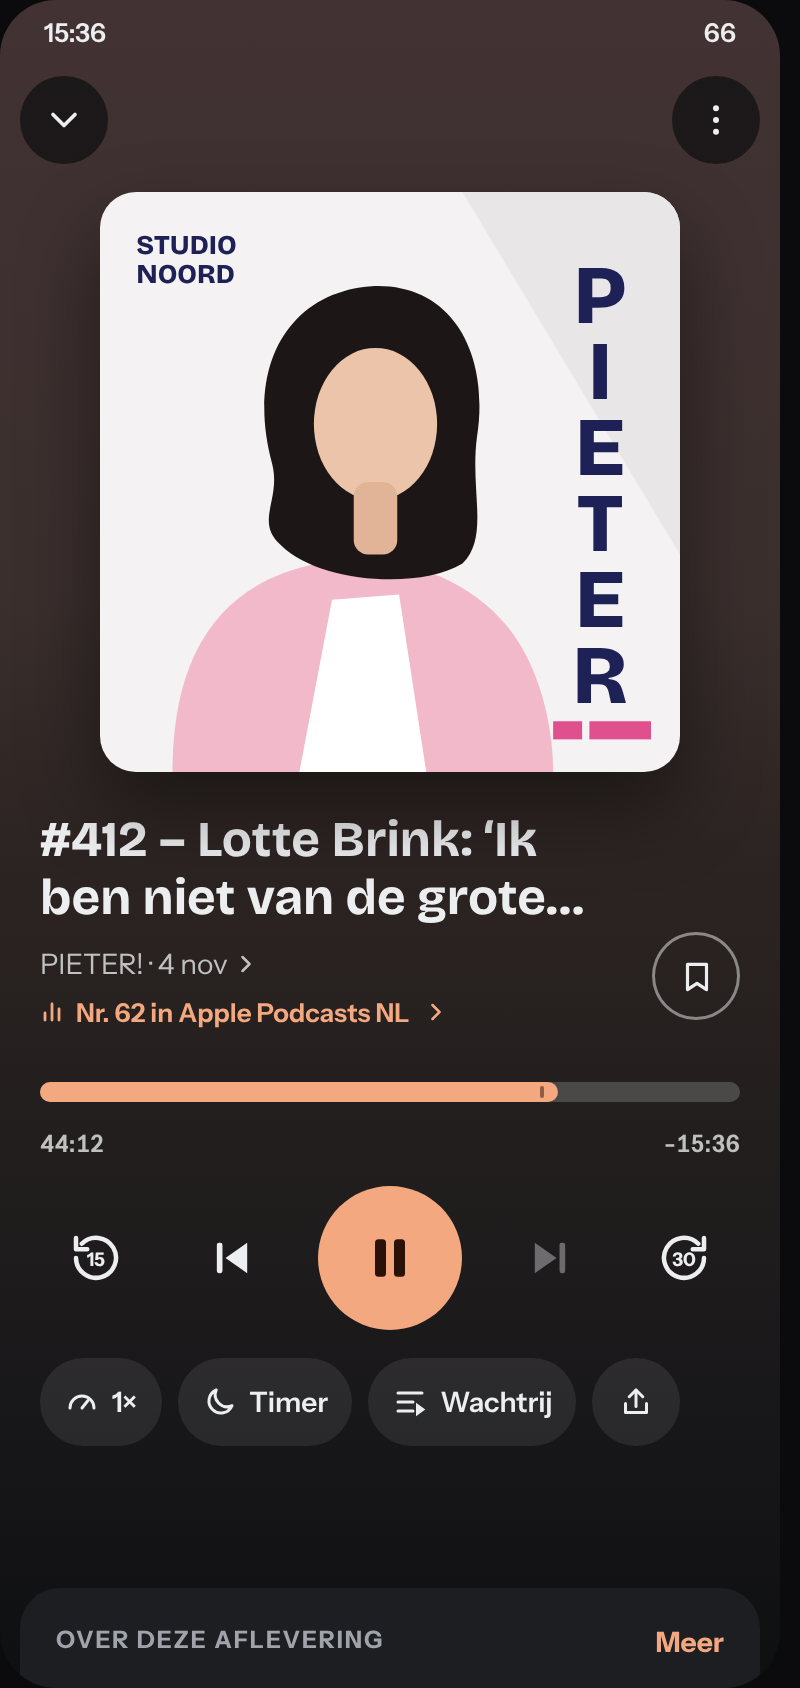 15:36
66
STUDIO
NOORD
PIETER
#412 – Lotte Brink: ‘Ik
ben niet van de grote...
PIETER! · 4 nov
Nr. 62 in Apple Podcasts NL
44:12
-15:36
15
30
1×
Timer
Wachtrij
OVER DEZE AFLEVERING
Meer